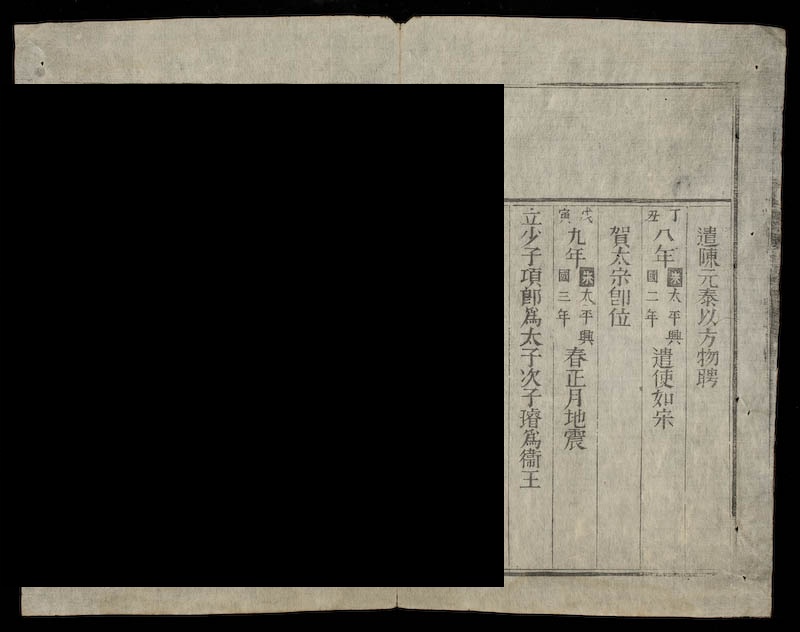 遣陳元泰以方物聘
丁丑八年宋太平興國二年遣使如宋
賀太宗卽位
戊寅九年宋太平興國三年春正月地震
立少子項郎爲太子次子璿爲衞王